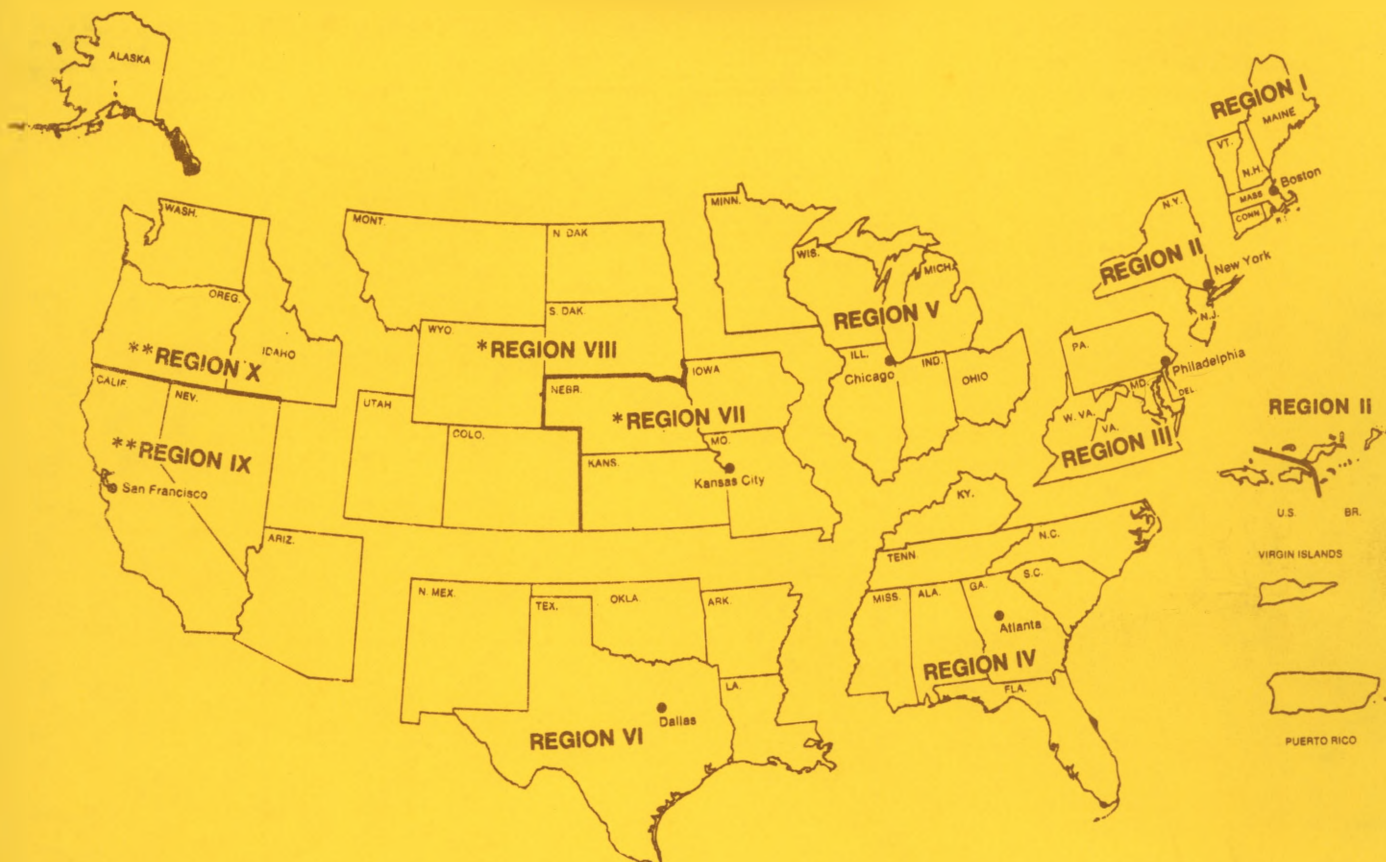 ALASKA
REGION I
MAINE
VT.
N.H.
Boston
MASS
CONN
R.I.
WASH.
MONT.
N. DAK
MINN.
N.Y.
WIS.
MICH.
REGION II
New York
OREG.
S. DAK.
WYO.
REGION V
N.J.
**REGION X
IDAHO
*REGION VIII
PA.
ILL.
IND.
Philadelphia
CALIF.
NEV.
UTAH
NEBR.
IOWA
Chicago
OHIO
MD.
DEL.
*REGION VII
W. VA.
VA.
REGION II
COLO.
MO.
REGION III
**REGION IX
KANS.
San Francisco
Kansas City
KY.
U.S.
BR.
ARIZ.
N.C.
TENN.
VIRGIN ISLANDS
S.C.
N. MEX.
TEX.
OKLA.
ARK.
MISS.
ALA.
GA.
Atlanta
REGION IV
LA.
FLA.
Dallas
REGION VI
PUERTO RICO